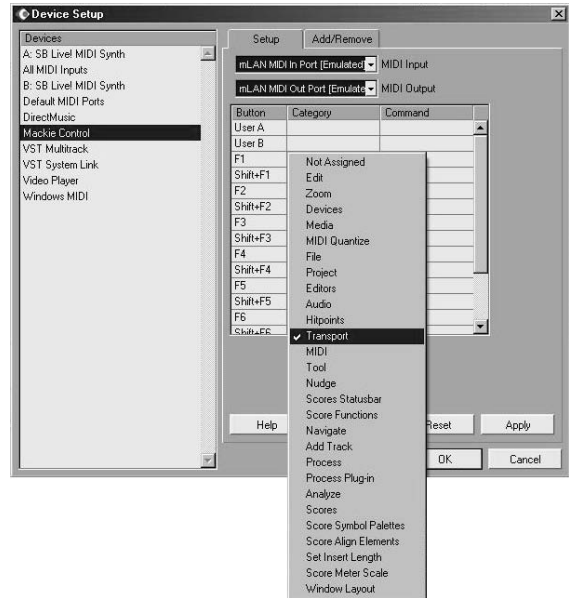 Device Setup
Devices
A: SB Live! MIDI Synth
All MIDI Inputs
B: SB Live! MIDI Synth
Default MIDI Ports
DirectMusic
Mackie Control
VST Multitrack
VST System Link
Video Player
Windows MIDI
Setup
Add/Remove
mLAN MIDI In Port [Emulated] MIDI Input
mLAN MIDI Out Port [Emulate MIDI Output
Button Category Command
User A
User B
F1
Shift+F1
F2
Shift+F2
F3
Shift+F3
F4
Shift+F4
F5
Shift+F5
F6
Shift+F6
Not Assigned
Edit
Zoom
Devices
Media
MIDI Quantize
File
Project
Editors
Audio
Hitpoints
Transport
MIDI
Tool
Nudge
Scores Statusbar
Score Functions
Navigate
Add Track
Process
Process Plug-in
Analyze
Scores
Score Symbol Palettes
Score Align Elements
Set Insert Length
Score Meter Scale
Window Layout
Help
Reset
Apply
OK
Cancel